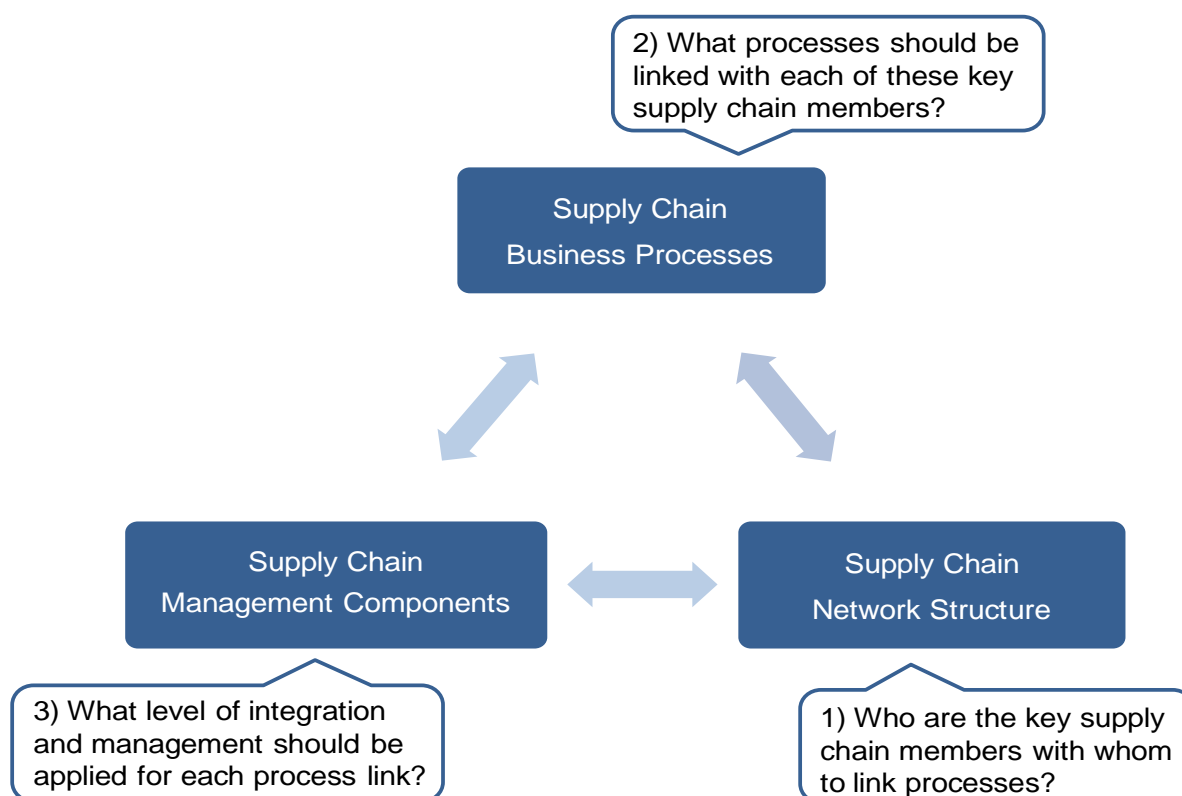 2) What processes should be
linked with each of these key
supply chain members?
Supply Chain
Business Processes
Supply Chain
Management Components
Supply Chain
Network Structure
3) What level of integration
and management should be
applied for each process link?
1) Who are the key supply
chain members with whom
to link processes?